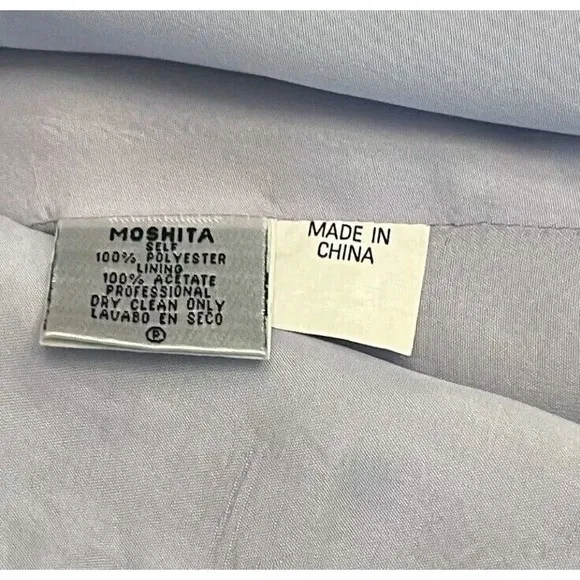 MOSHITA
SELF
100% POLYESTER
LINING
100% ACETATE
PROFESSIONAL
DRY CLEAN ONLY
LAVABO EN SECO
P
MADE IN
CHINA